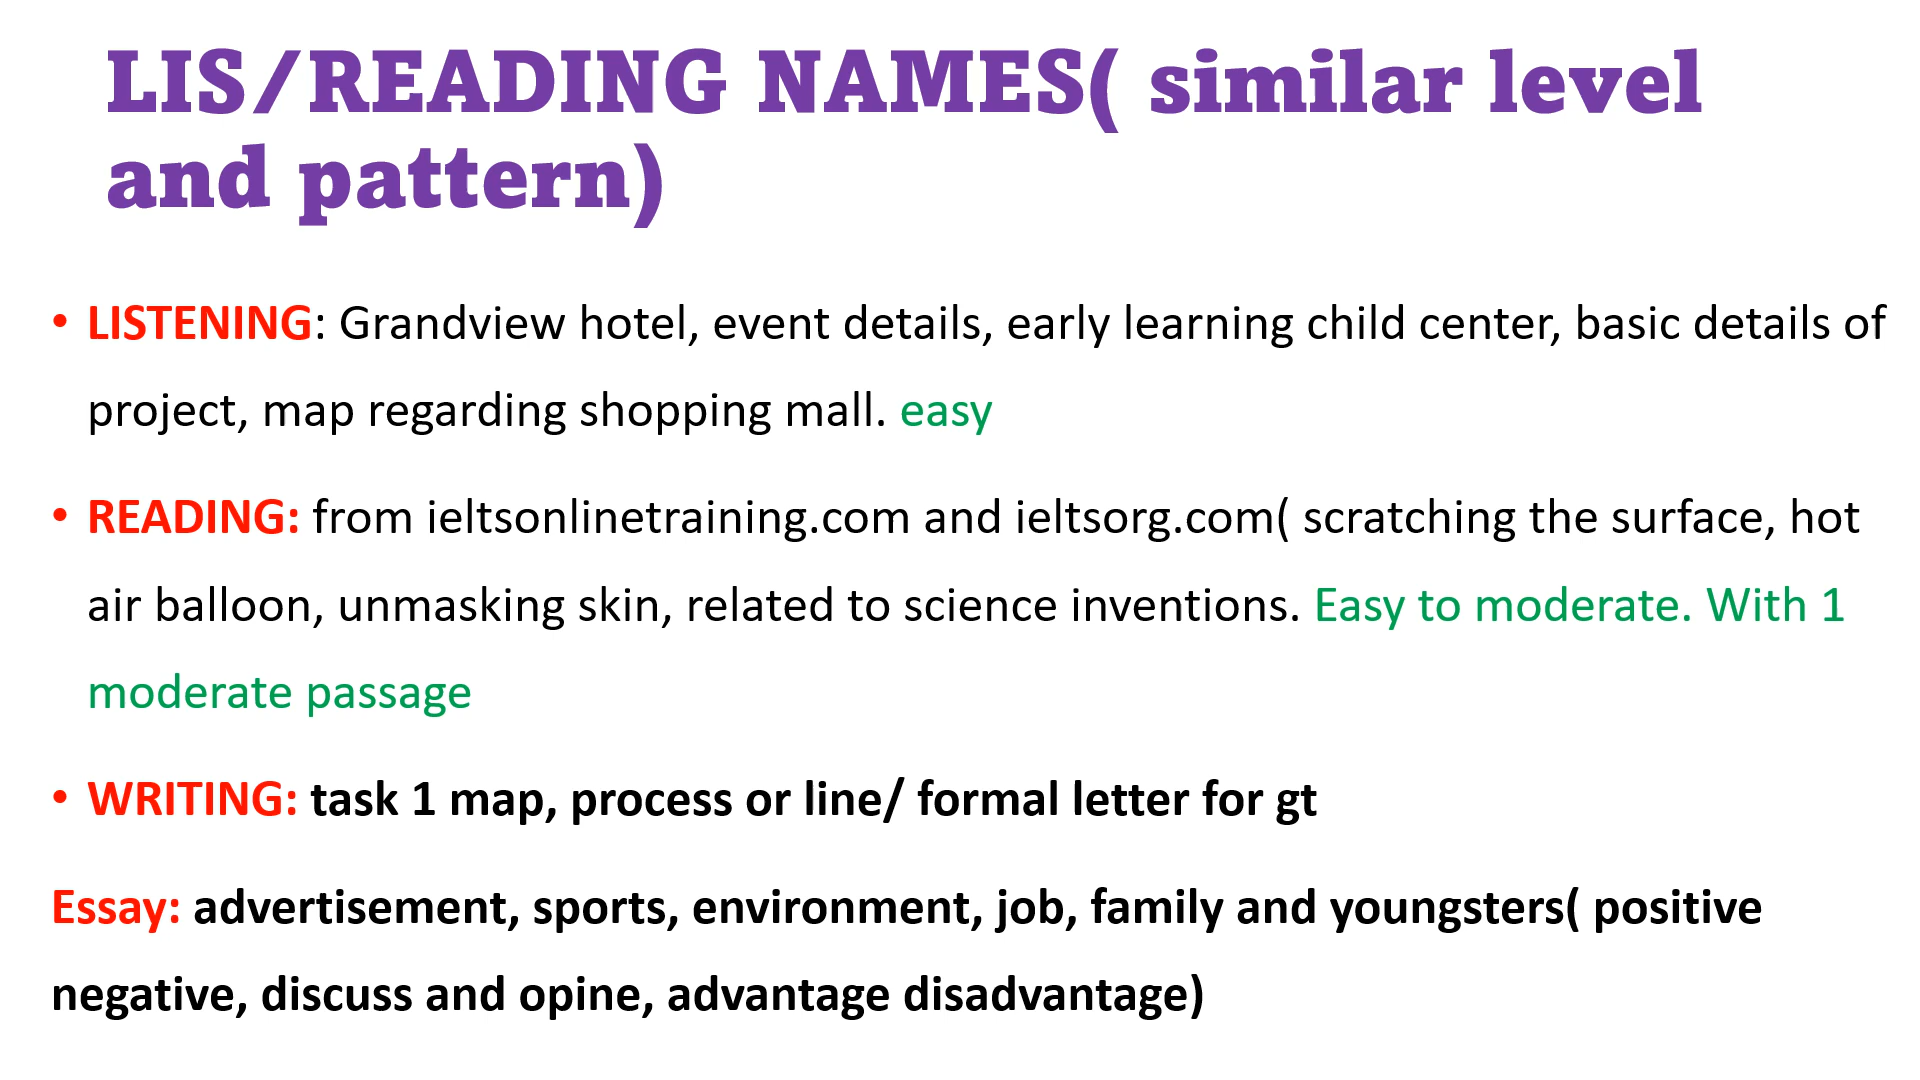 LIS/READING NAMES( similar level
and pattern)
• LISTENING: Grandview hotel, event details, early learning child center, basic details of
project, map regarding shopping mall. easy
• READING: from ieltsonlinetraining.com and ieltsorg.com( scratching the surface, hot
air balloon, unmasking skin, related to science inventions. Easy to moderate. With 1
moderate passage
• WRITING: task 1 map, process or line/ formal letter for gt
Essay: advertisement, sports, environment, job, family and youngsters( positive
negative, discuss and opine, advantage disadvantage)